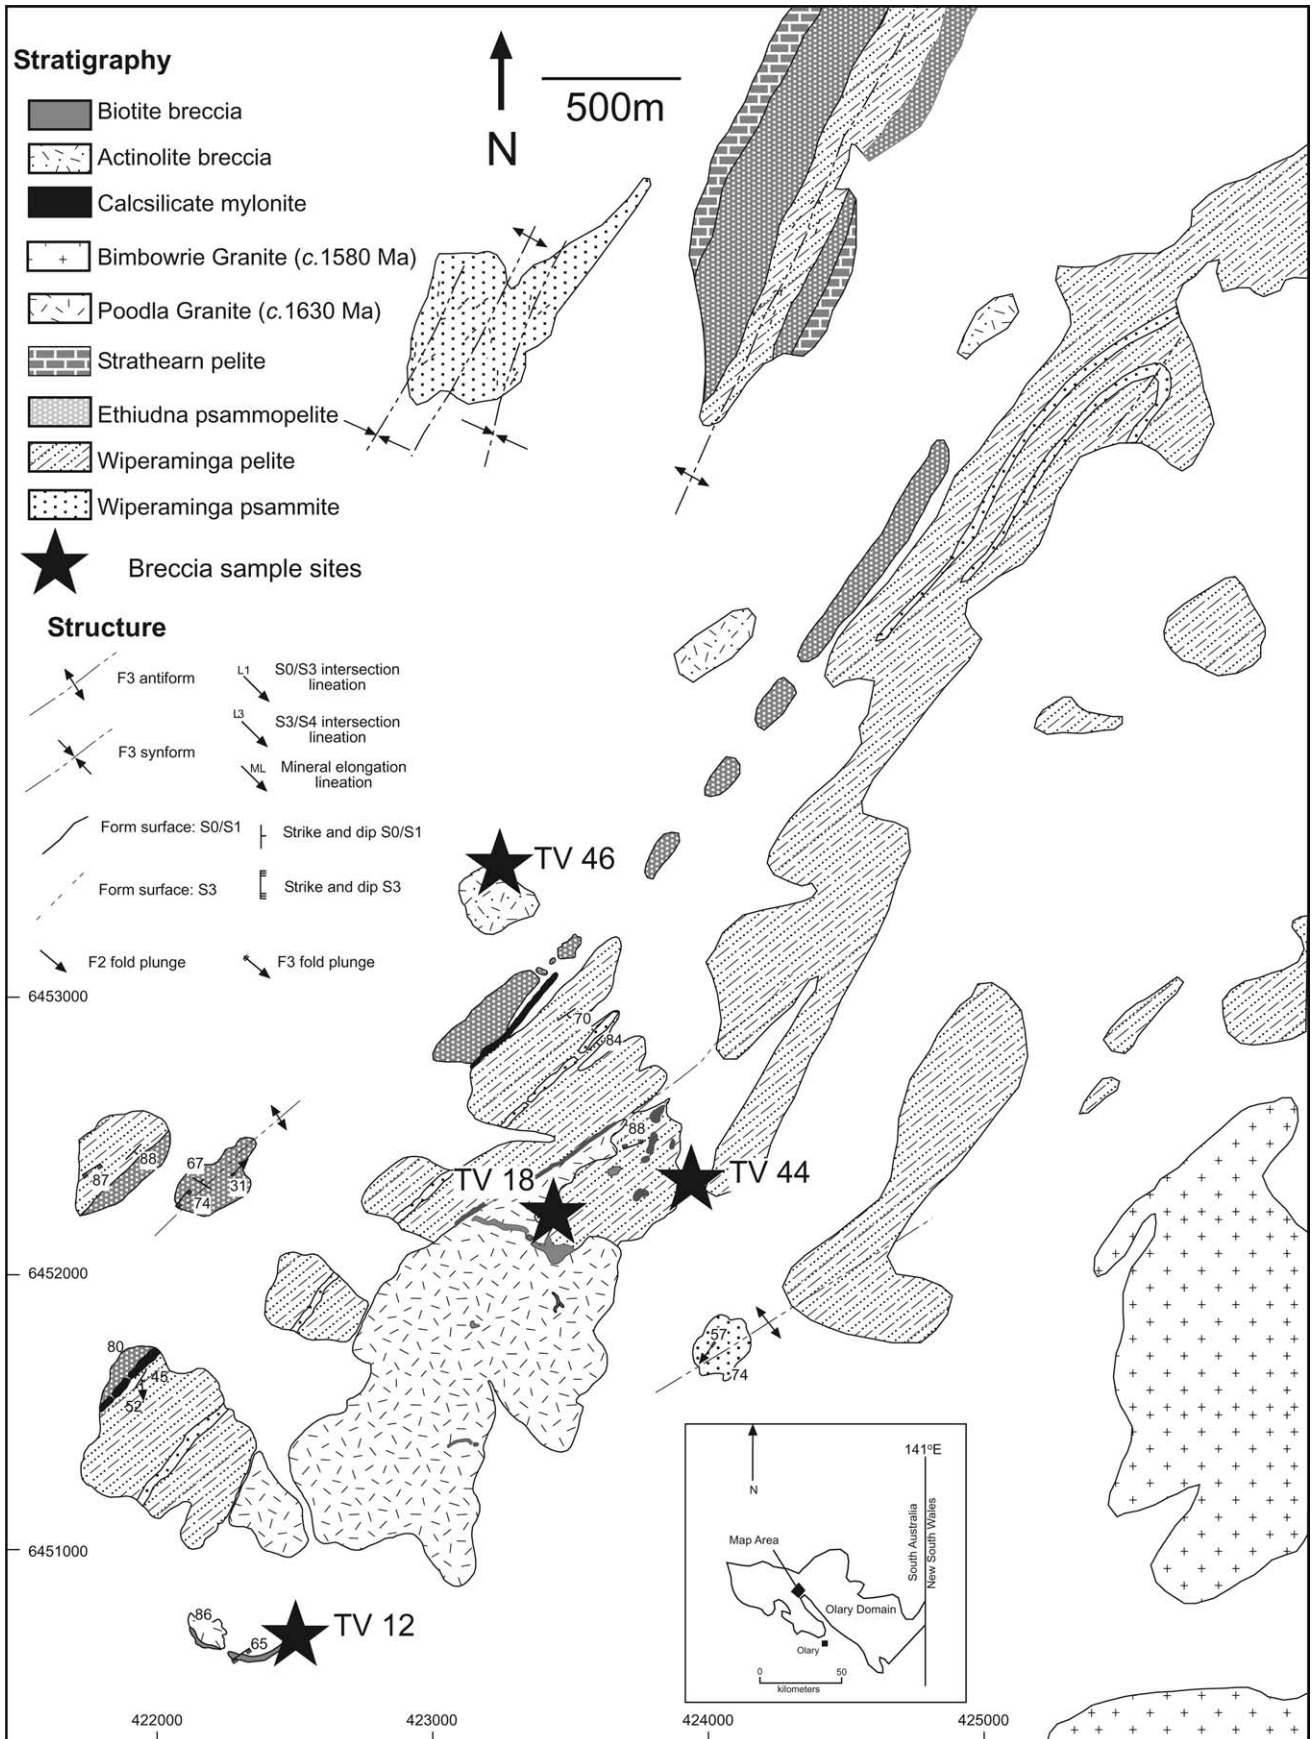 Stratigraphy
Biotite breccia
Actinolite breccia
Calcsilicate mylonite
Bimbowrie Granite (c.1580 Ma)
Poodla Granite (c.1630 Ma)
Strathearn pelite
Ethiudna psammopelite
Wiperaminga pelite
Wiperaminga psammite
Breccia sample sites
N
500m
Structure
F3 antiform
F3 synform
Form surface: S0/S1
Form surface: S3
F2 fold plunge
L1
S0/S3 intersection
lineation
L3
S3/S4 intersection
lineation
ML
Mineral elongation
lineation
Strike and dip S0/S1
Strike and dip S3
F3 fold plunge
TV 46
6453000
70
84
88
TV 18
TV 44
88
87
67
74
31
6452000
80
45
52
57
74
6451000
86
65
TV 12
422000
423000
424000
425000
N
141°E
South Australia
New South Wales
Map Area
Olary Domain
Olary
0
50
kilometers